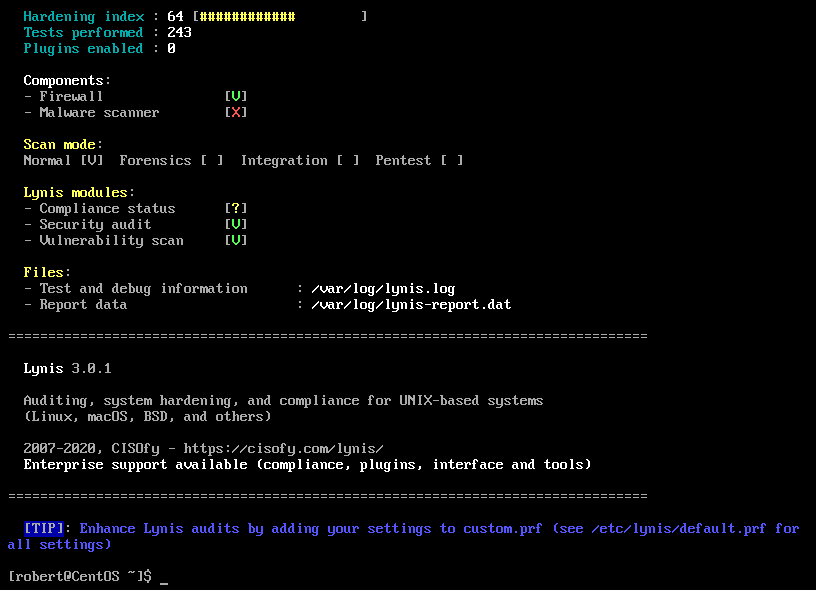 Hardening index : 64 [############        ]
Tests performed : 243
Plugins enabled : 0
Components:
- Firewall               [V]
- Malware scanner        [X]
Scan mode:
Normal [V]  Forensics [ ]  Integration [ ]  Pentest [ ]
Lynis modules:
- Compliance status      [?]
- Security audit         [V]
- Vulnerability scan     [V]
Files:
- Test and debug information      : /var/log/lynis.log
- Report data                     : /var/log/lynis-report.dat
================================================================================
Lynis 3.0.1
Auditing, system hardening, and compliance for UNIX-based systems
(Linux, macOS, BSD, and others)
2007-2020, CISOfy - https://cisofy.com/lynis/
Enterprise support available (compliance, plugins, interface and tools)
================================================================================
[TIP]: Enhance Lynis audits by adding your settings to custom.prf (see /etc/lynis/default.prf for
all settings)
[robert@CentOS ~]$ _